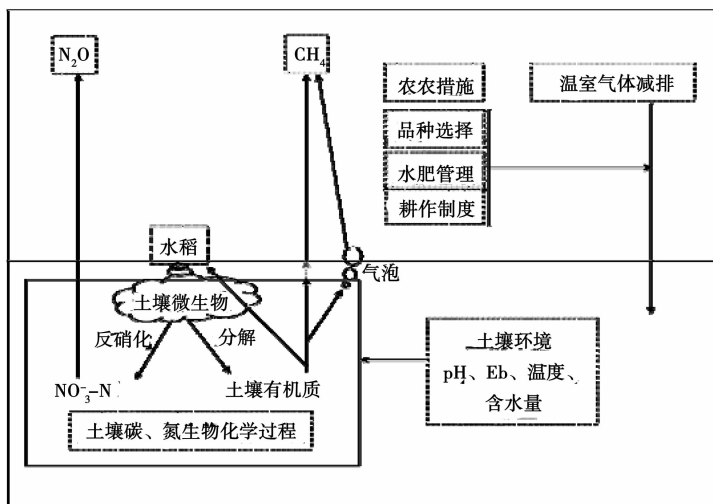 N₂O
CH₄
农农措施
温室气体减排
品种选择
水肥管理
耕作制度
水稻
气泡
土壤微生物
反硝化
分解
土壤环境
pH、Eb、温度、
含水量
NO⁻₃–N
土壤有机质
土壤碳、氮生物化学过程